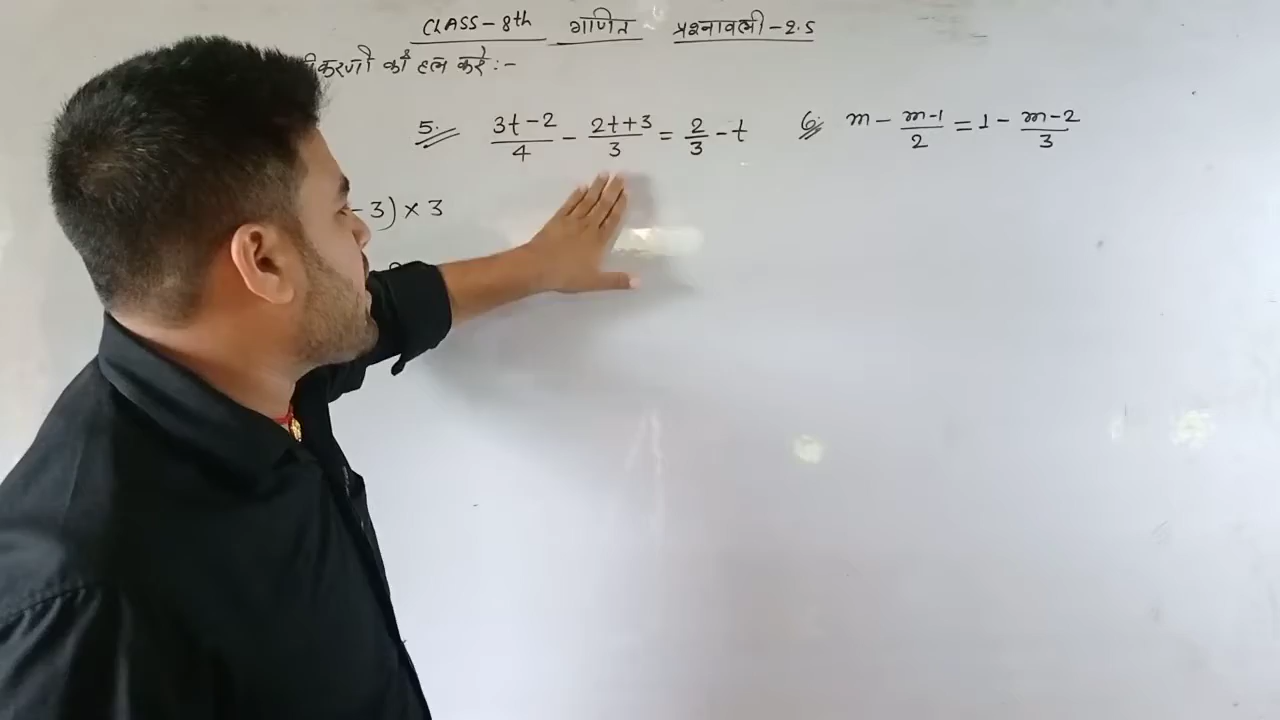 CLASS-8th गणित प्रश्नावली-2.5
करणों को हल करें :-
5. (3t-2)/4 - (2t+3)/3 = 2/3 - t
6. m - (m-1)/2 = 1 - (m-2)/3
-3) × 3